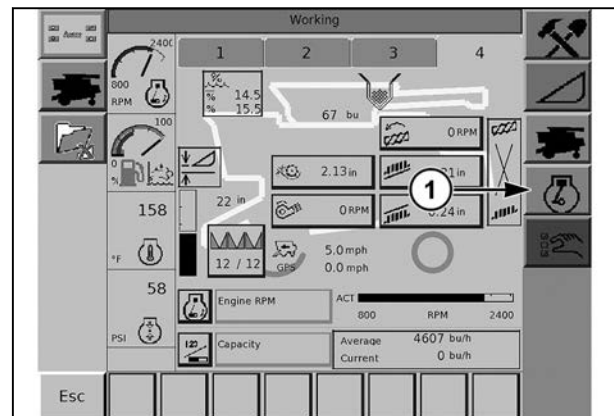 Working
2400
800
RPM
1
2
3
4
%
% 14.5
% 15.5
67 bu
0 RPM
100
0
%
2.13 in
158
22 in
0 RPM
0.24 in
1
°F
12 / 12
GPS
5.0 mph
0.0 mph
58
PSI
Engine RPM
ACT
800 RPM 2400
123
Capacity
Average 4607 bu/h
Current 0 bu/h
Esc